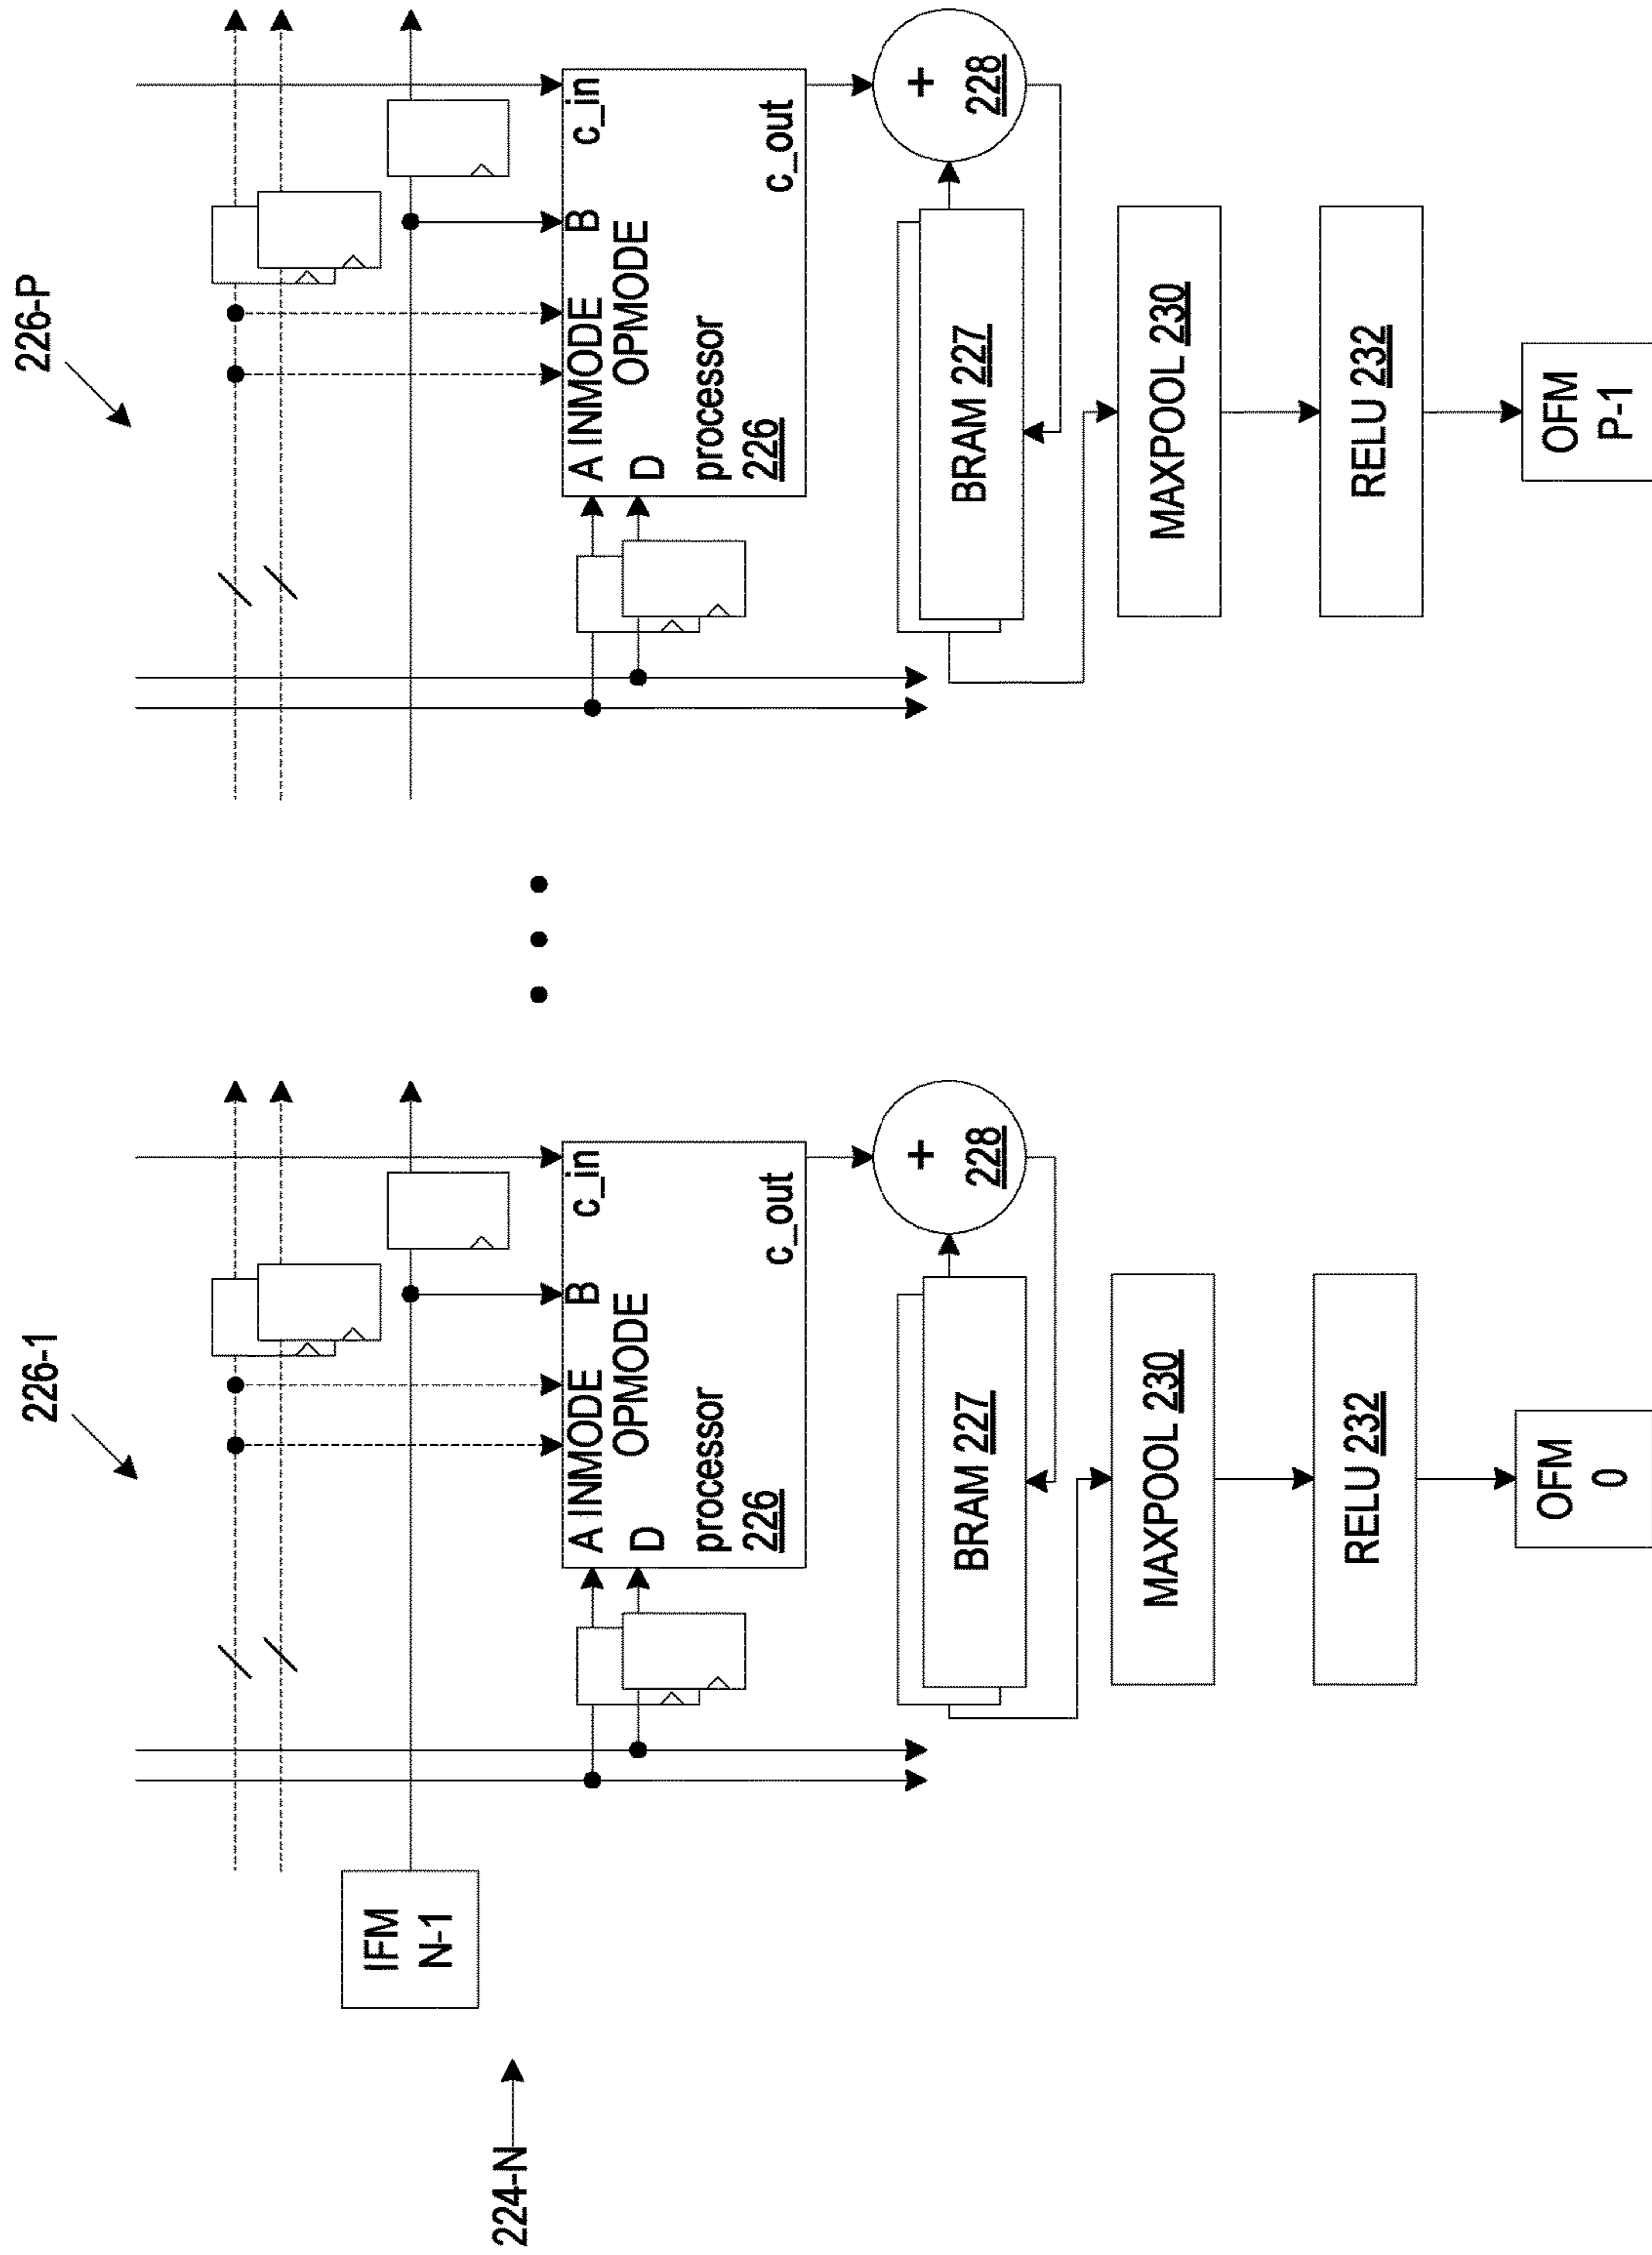 226-1
226-P
224-N
IFM
N-1
A INMODE B c_in
D OPMODE
processor
226 c_out
A INMODE B c_in
D OPMODE
processor
226 c_out
+
228
+
228
BRAM 227
BRAM 227
MAXPOOL 230
MAXPOOL 230
RELU 232
RELU 232
OFM
0
OFM
P-1